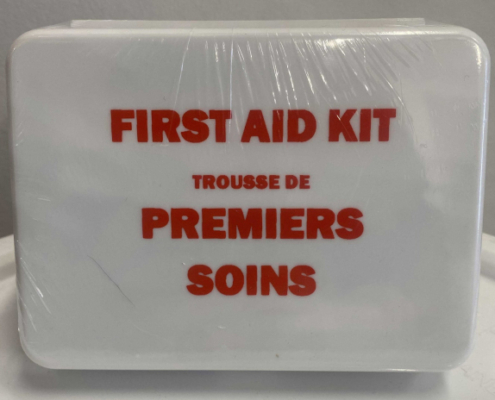 FIRST AID KIT
TROUSSE DE
PREMIERS
SOINS